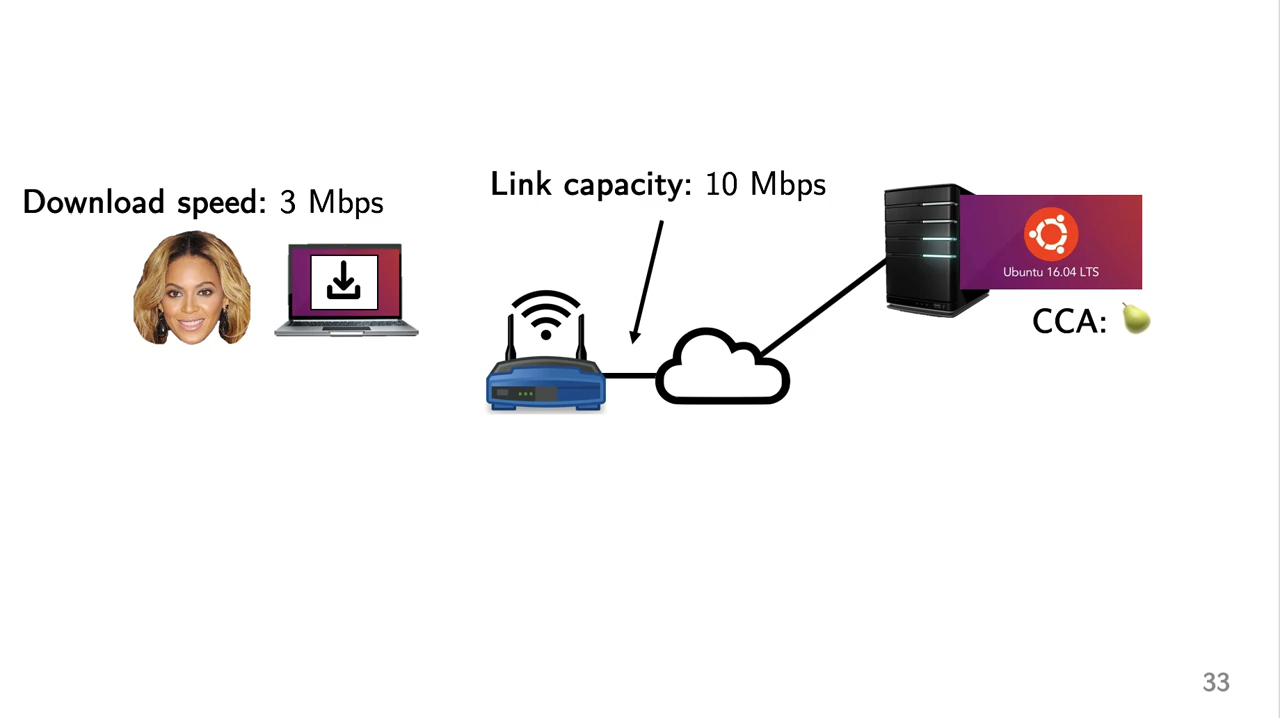 Download speed: 3 Mbps
Link capacity: 10 Mbps
Ubuntu 16.04 LTS
CCA: 🍐
33